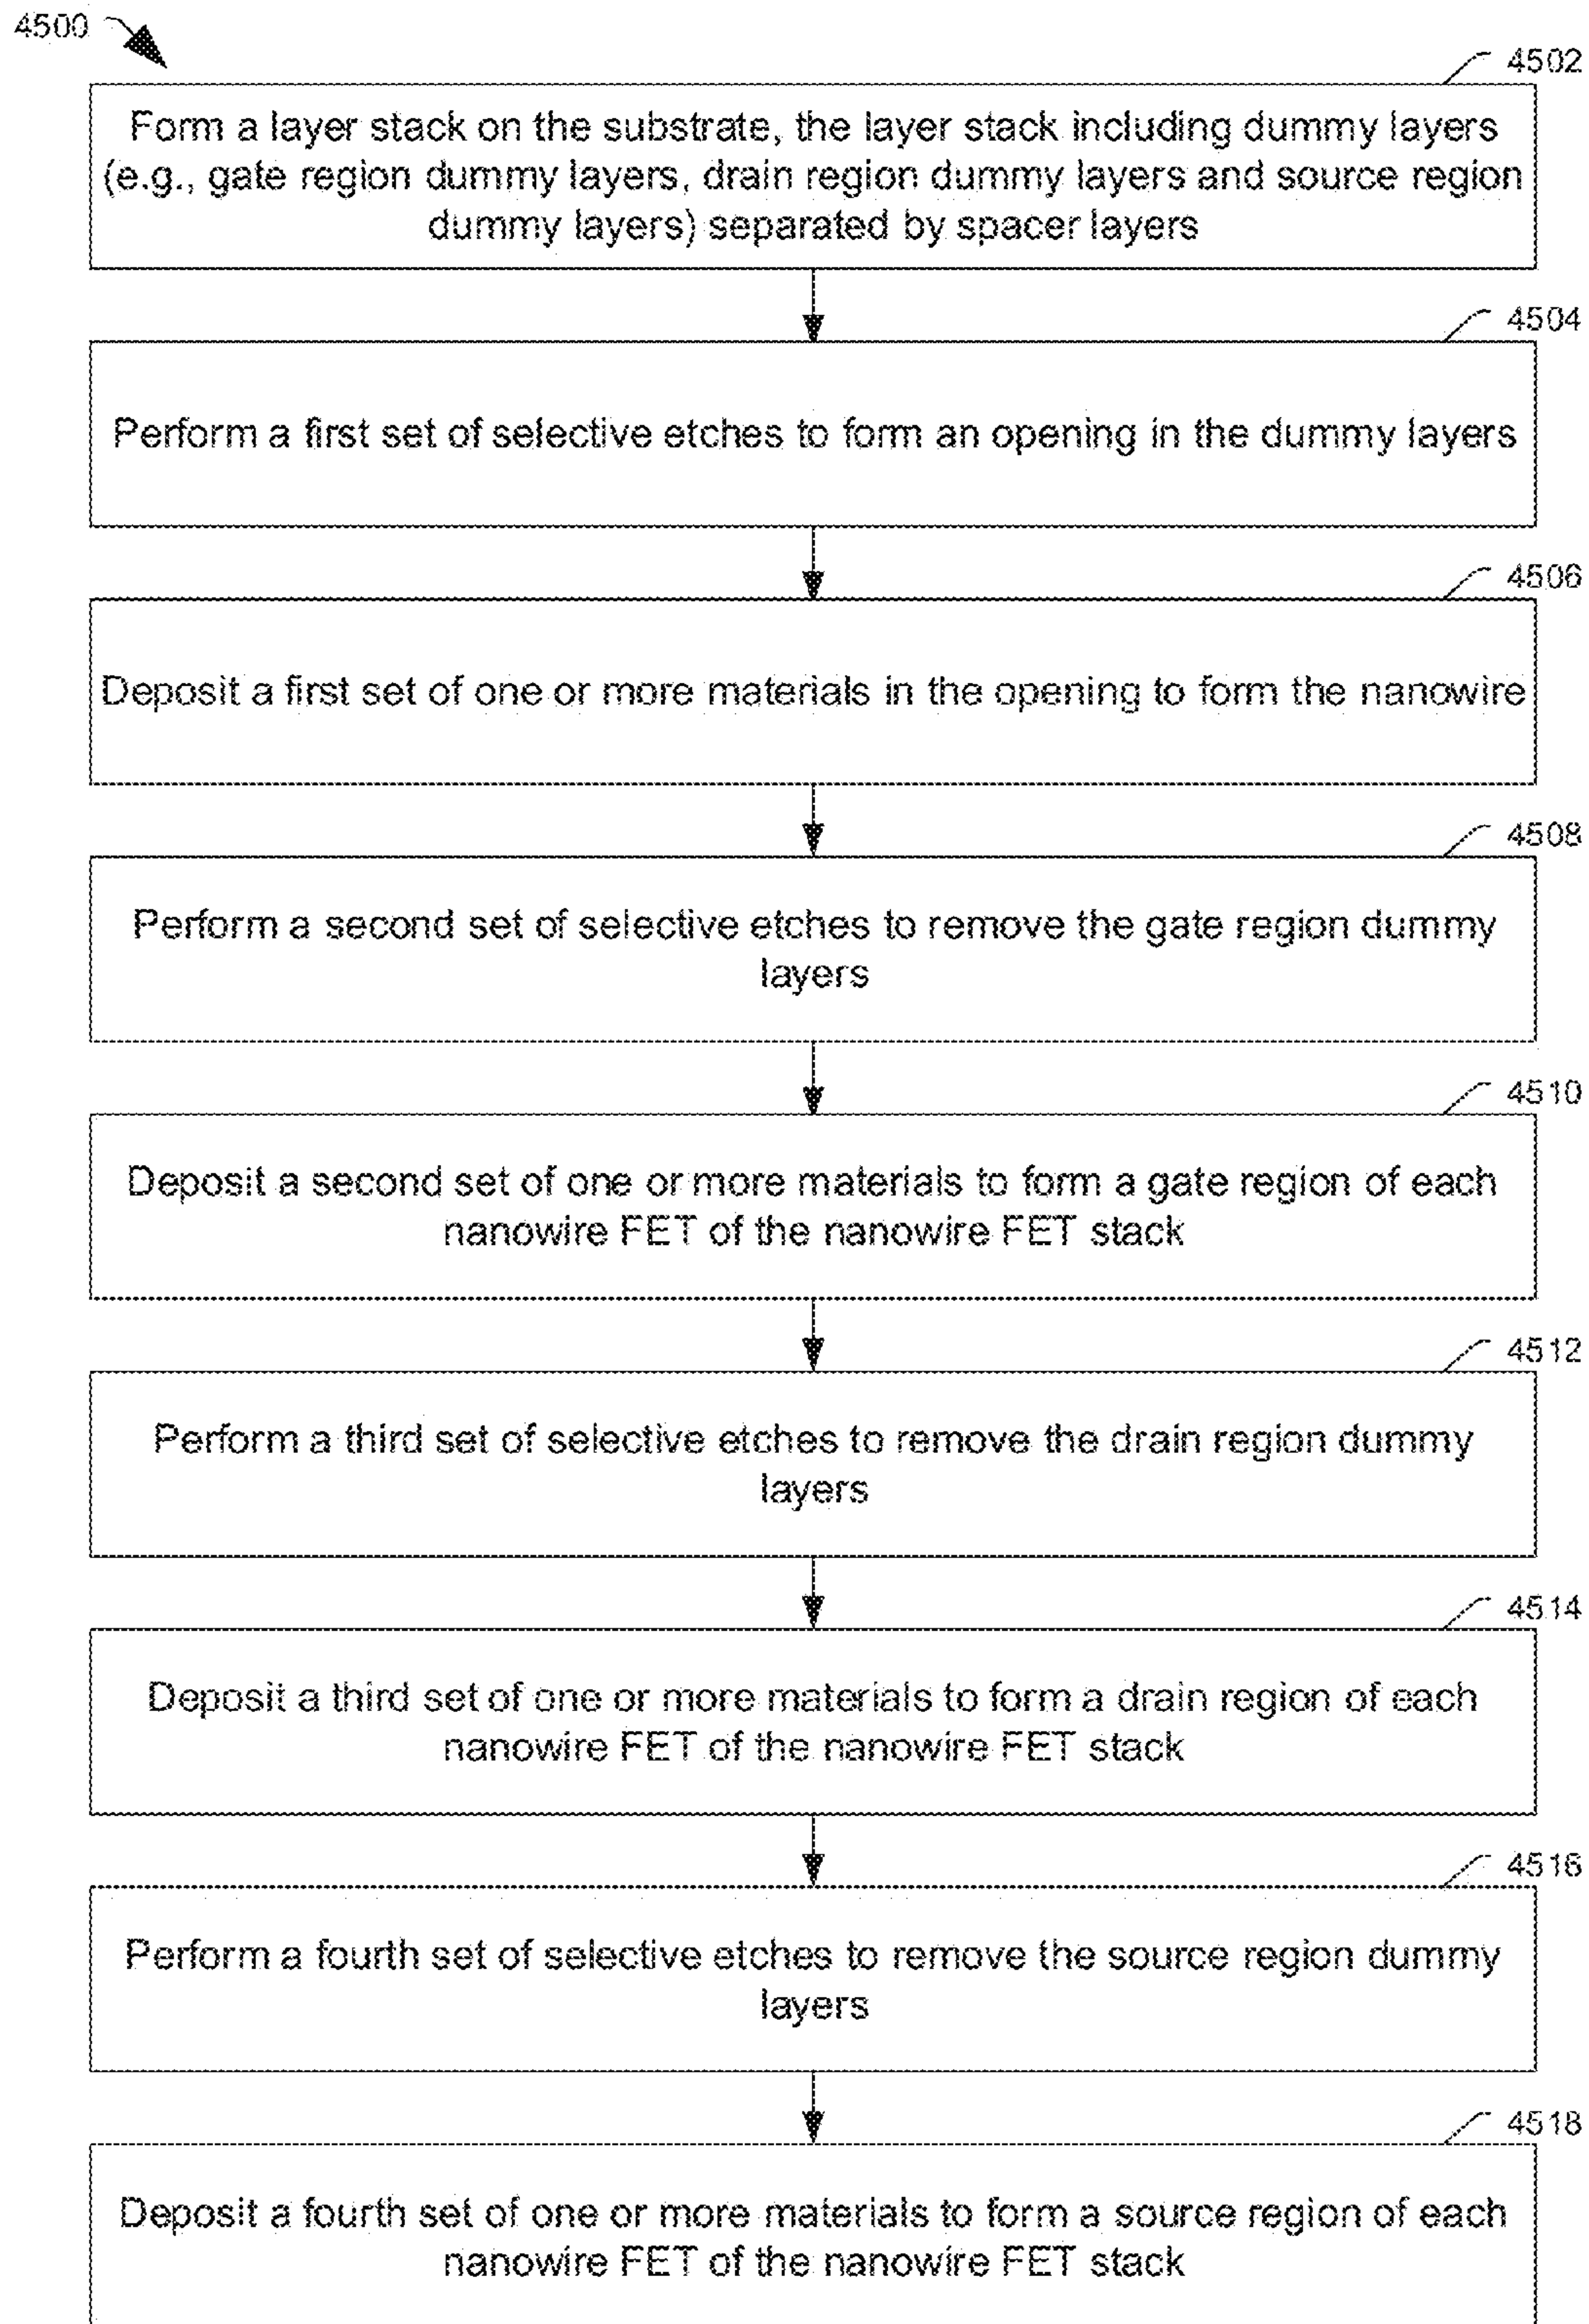 4500
4502
Form a layer stack on the substrate, the layer stack including dummy layers
(e.g., gate region dummy layers, drain region dummy layers and source region
dummy layers) separated by spacer layers
4504
Perform a first set of selective etches to form an opening in the dummy layers
4506
Deposit a first set of one or more materials in the opening to form the nanowire
4508
Perform a second set of selective etches to remove the gate region dummy
layers
4510
Deposit a second set of one or more materials to form a gate region of each
nanowire FET of the nanowire FET stack
4512
Perform a third set of selective etches to remove the drain region dummy
layers
4514
Deposit a third set of one or more materials to form a drain region of each
nanowire FET of the nanowire FET stack
4516
Perform a fourth set of selective etches to remove the source region dummy
layers
4518
Deposit a fourth set of one or more materials to form a source region of each
nanowire FET of the nanowire FET stack